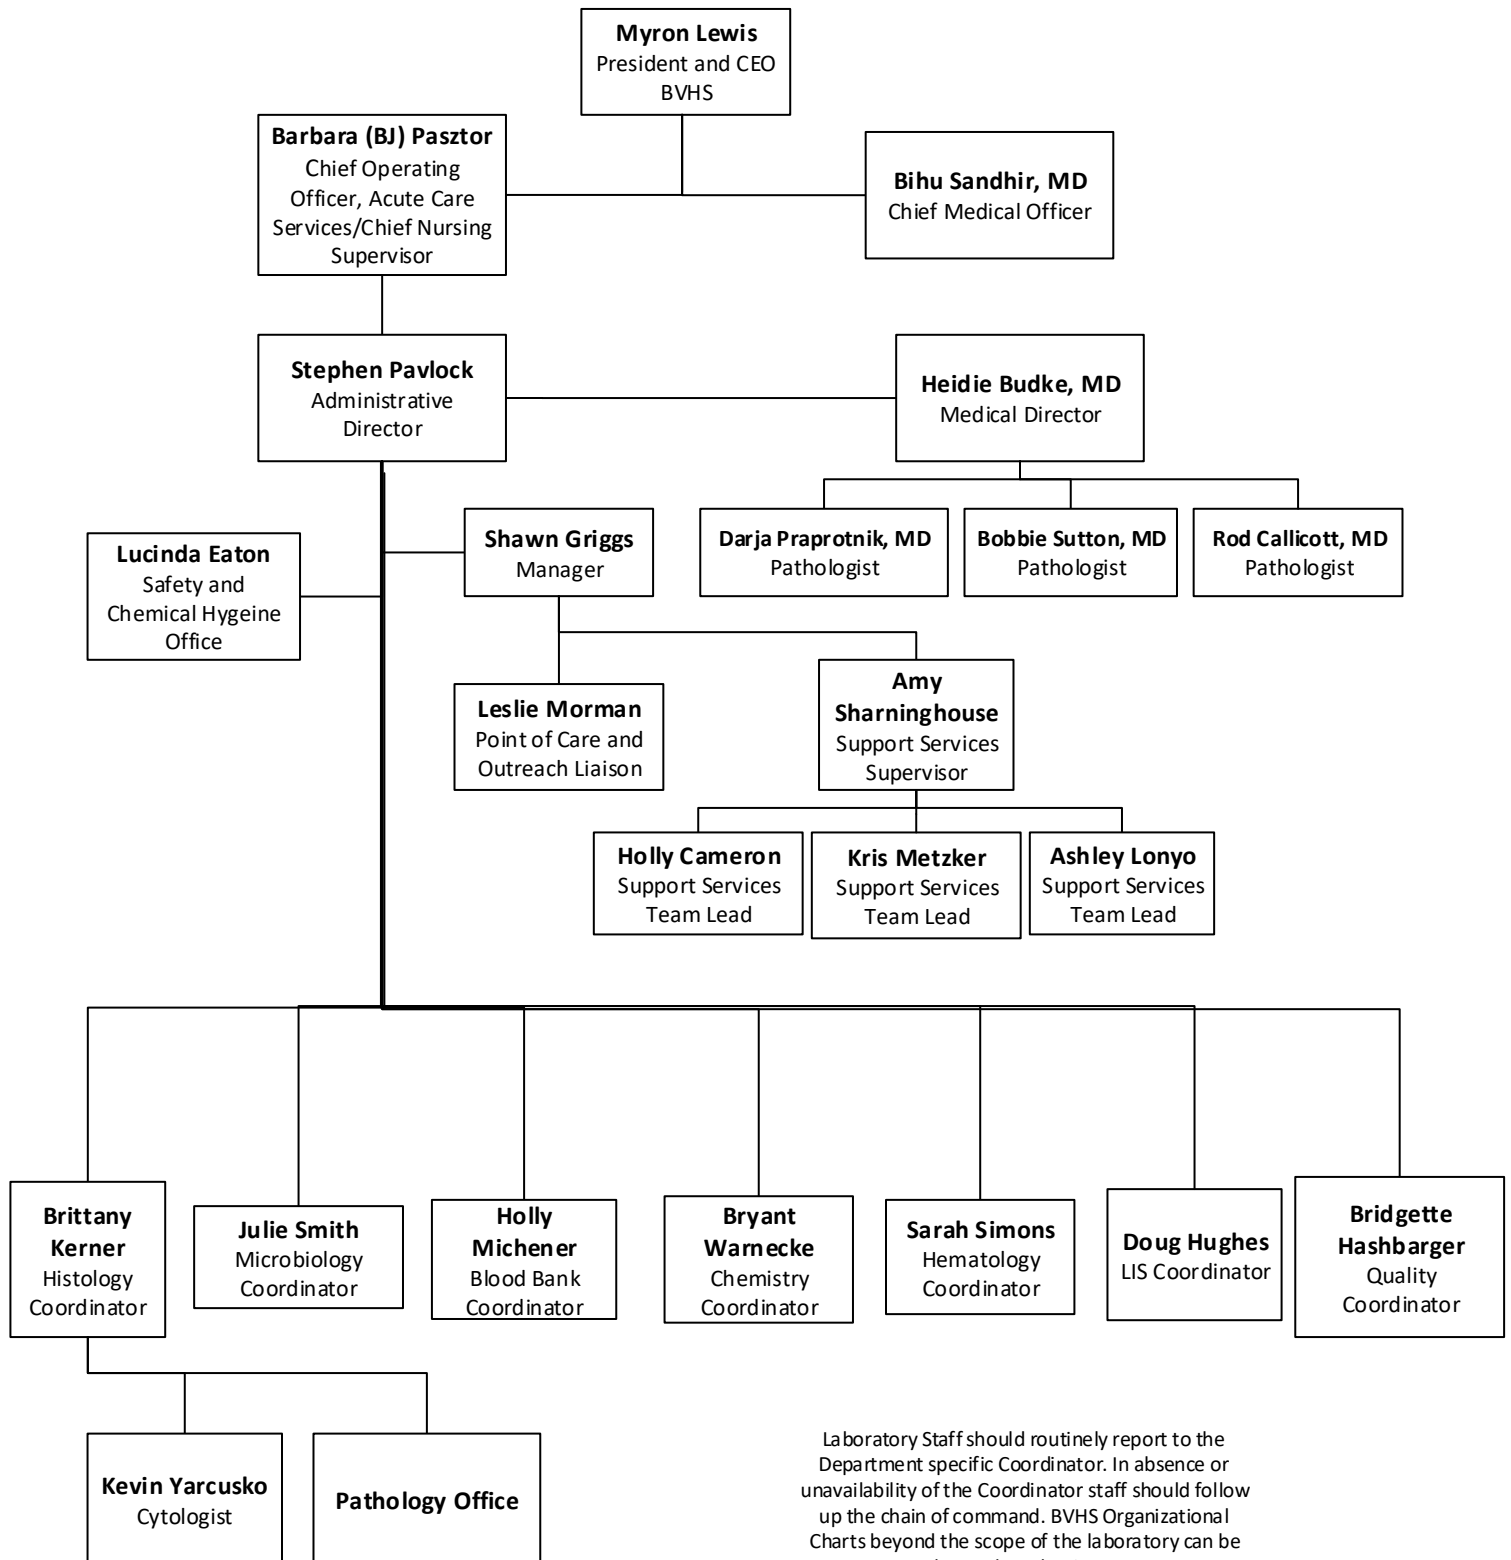 Myron Lewis
President and CEO
BVHS
Barbara (BJ) Pasztor
Chief Operating
Officer, Acute Care
Services/Chief Nursing
Supervisor
Bihu Sandhir, MD
Chief Medical Officer
Stephen Pavlock
Administrative
Director
Heidie Budke, MD
Medical Director
Lucinda Eaton
Safety and
Chemical Hygeine
Office
Shawn Griggs
Manager
Darja Praprotnik, MD
Pathologist
Bobbie Sutton, MD
Pathologist
Rod Callicott, MD
Pathologist
Leslie Morman
Point of Care and
Outreach Liaison
Amy
Sharninghouse
Support Services
Supervisor
Holly Cameron
Support Services
Team Lead
Kris Metzker
Support Services
Team Lead
Ashley Lonyo
Support Services
Team Lead
Brittany
Kerner
Histology
Coordinator
Julie Smith
Microbiology
Coordinator
Holly
Michener
Blood Bank
Coordinator
Bryant
Warnecke
Chemistry
Coordinator
Sarah Simons
Hematology
Coordinator
Doug Hughes
LIS Coordinator
Bridgette
Hashbarger
Quality
Coordinator
Kevin Yarcusko
Cytologist
Pathology Office
Laboratory Staff should routinely report to the
Department specific Coordinator. In absence or
unavailability of the Coordinator staff should follow
up the chain of command. BVHS Organizational
Charts beyond the scope of the laboratory can be